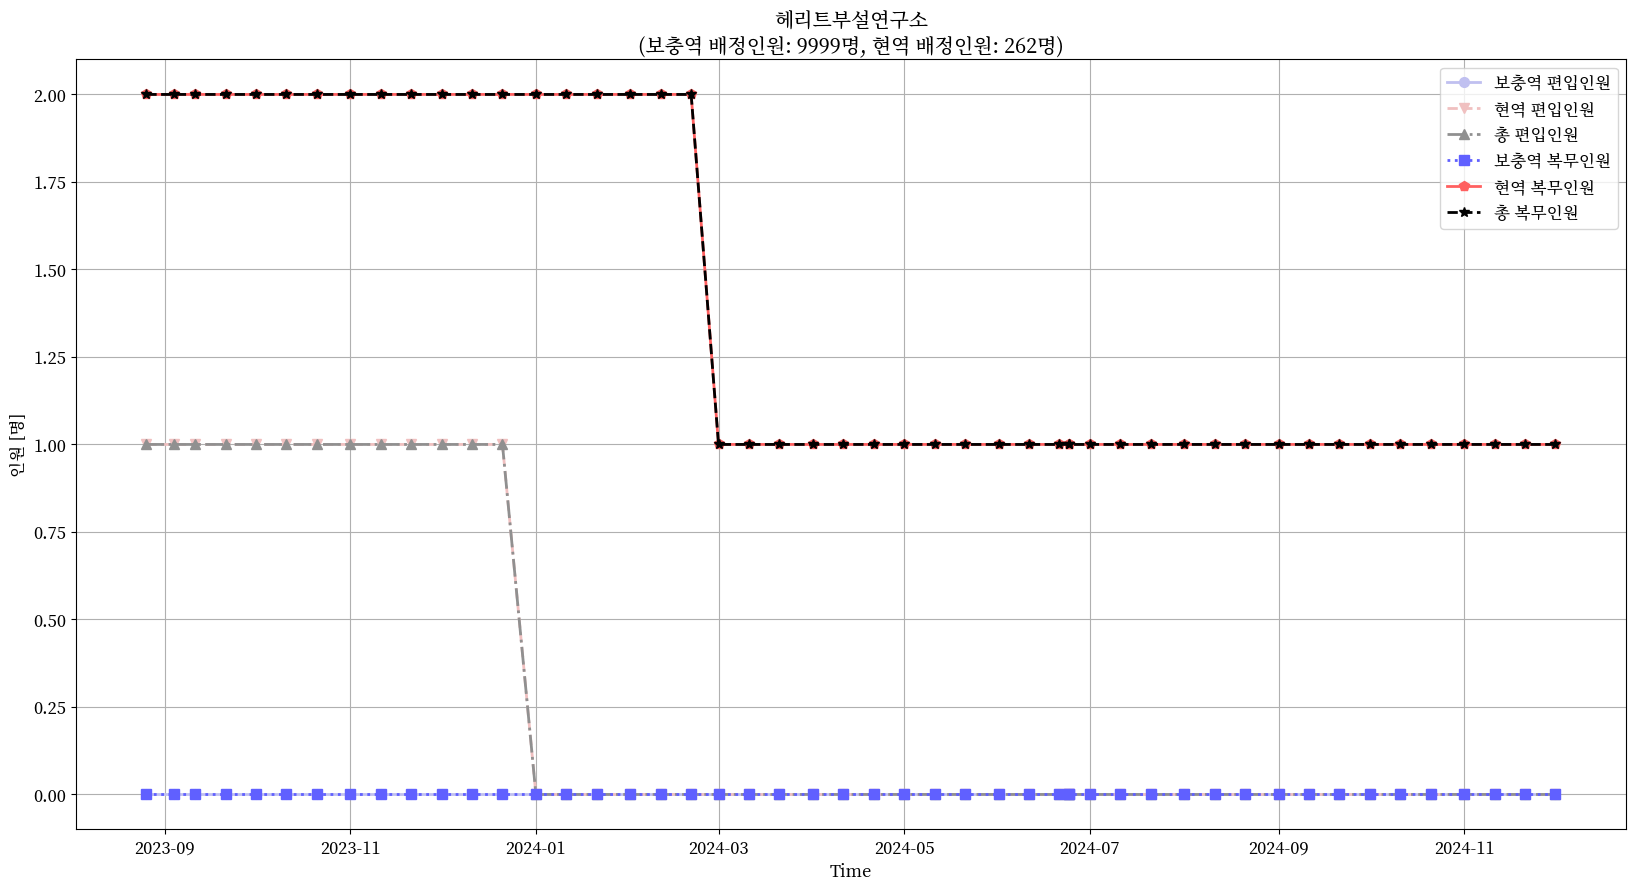 헤리트부설연구소
(보충역 배정인원: 9999명, 현역 배정인원: 262명)
보충역 편입인원
현역 편입인원
총 편입인원
보충역 복무인원
현역 복무인원
총 복무인원
인원 [명]
2.00
1.75
1.50
1.25
1.00
0.75
0.50
0.25
0.00
2023-09
2023-11
2024-01
2024-03
2024-05
2024-07
2024-09
2024-11
Time